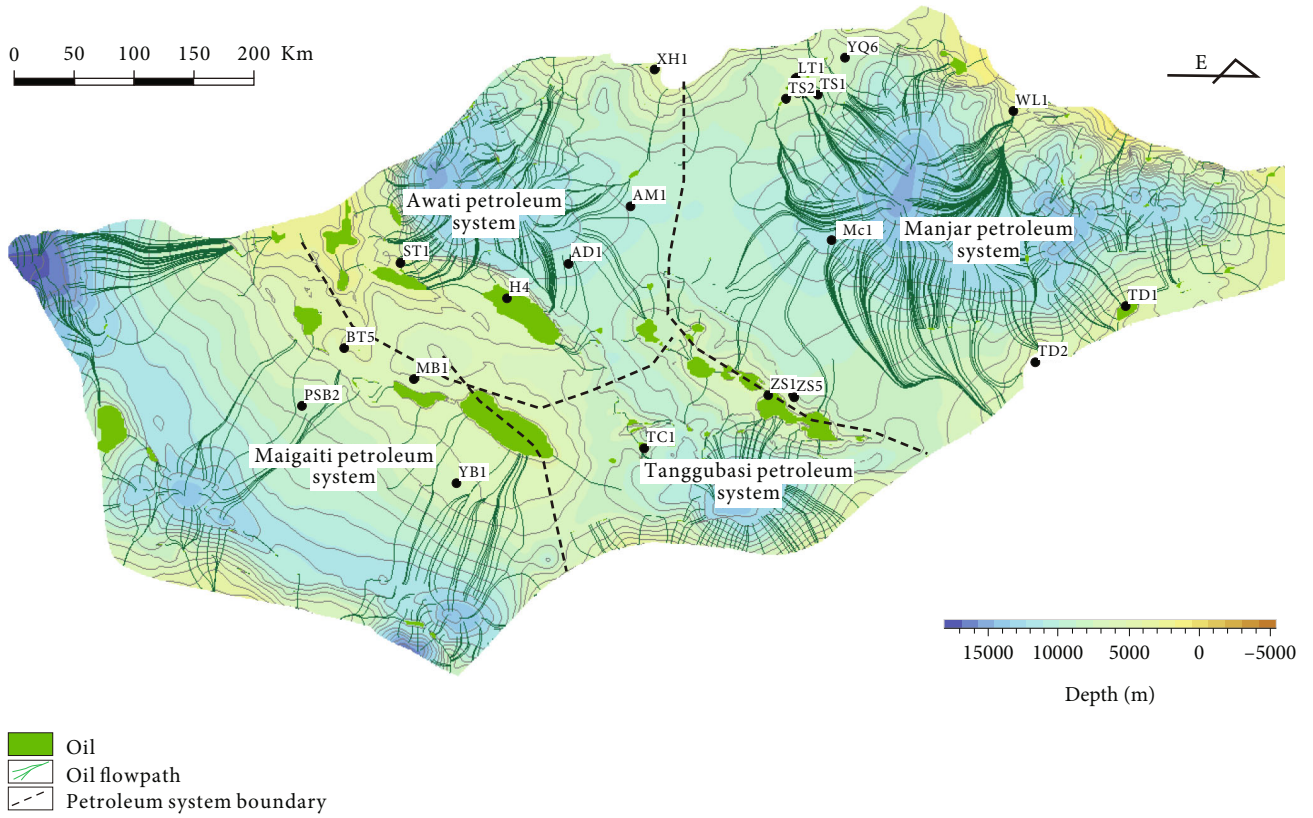 0 50 100 150 200 Km
E
XH1
YQ6
LT1
TS2
TS1
WL1
Awati petroleum
system
AM1
Mc1
Manjar petroleum
system
ST1
AD1
H4
TD1
BT5
TD2
MB1
PSB2
ZS1
ZS5
Maigaiti petroleum
system
TC1
YB1
Tanggubasi petroleum
system
15000 10000 5000 0 −5000
Depth (m)
Oil
Oil flowpath
Petroleum system boundary